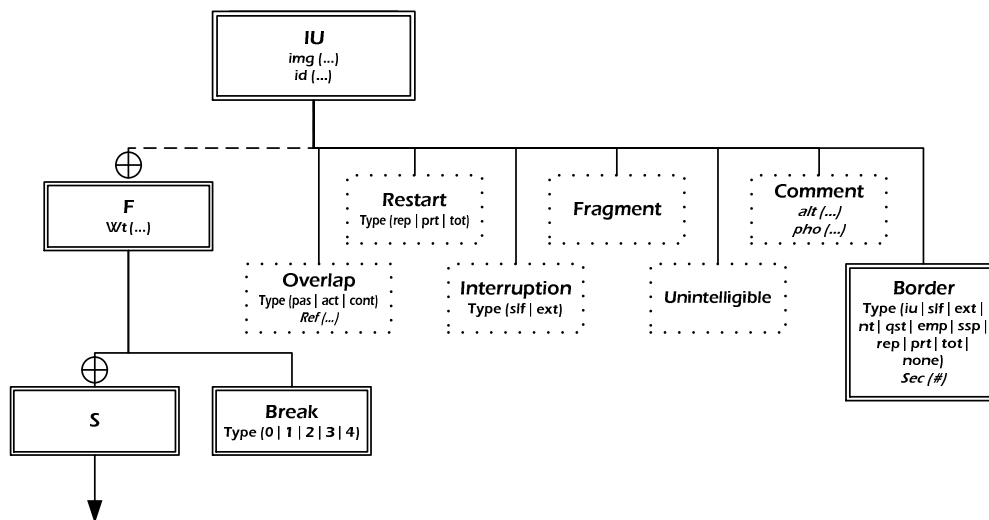 IU
img (...)
id (...)
F
Wt (...)
Restart
Type (rep | prt | tot)
Fragment
Comment
alt (...)
pho (...)
Overlap
Type (pas | act | cont)
Ref (...)
Interruption
Type (slf | ext)
Unintelligible
Border
Type (iu | slf | ext |
nt | qst | emp | ssp |
rep | prt | tot |
none)
Sec (#)
S
Break
Type (0 | 1 | 2 | 3 | 4)